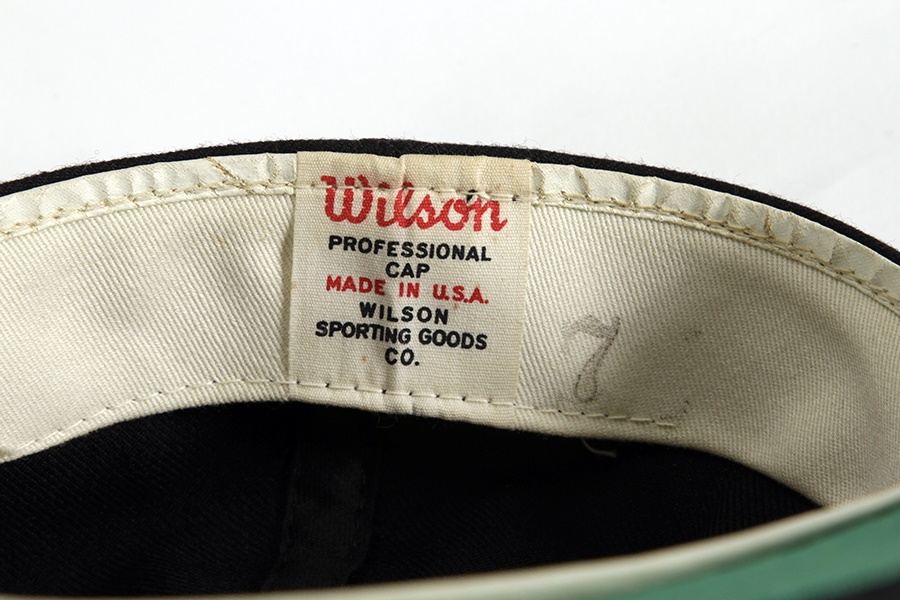 Wilson
PROFESSIONAL
CAP
MADE IN U.S.A.
WILSON
SPORTING GOODS
CO.
7